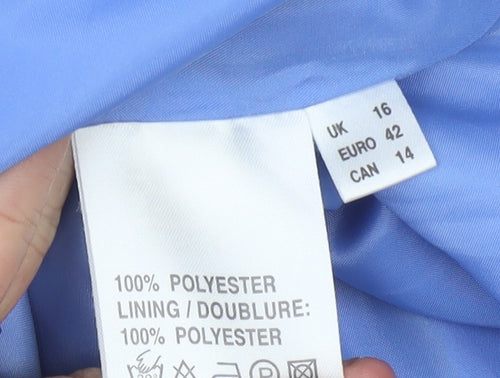 UK 16
EURO 42
CAN 14
100% POLYESTER
LINING / DOUBLURE:
100% POLYESTER
P